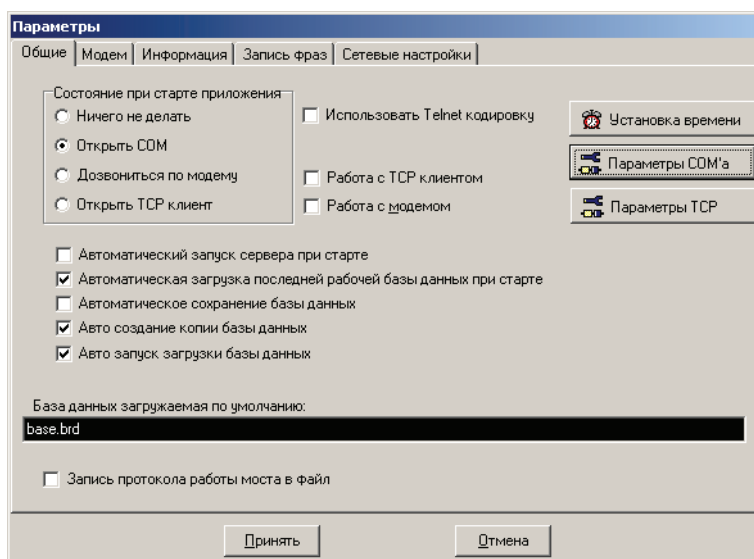 Параметры
Общие Модем Информация Запись фраз Сетевые настройки
Состояние при старте приложения
Ничего не делать
Открыть COM
Дозвониться по модему
Открыть TCP клиент
Использовать Telnet кодировку
Работа с TCP клиентом
Работа с модемом
Установка времени
Параметры COM'а
Параметры TCP
Автоматический запуск сервера при старте
Автоматическая загрузка последней рабочей базы данных при старте
Автоматическое сохранение базы данных
Авто создание копии базы данных
Авто запуск загрузки базы данных
База данных загружаемая по умолчанию:
base.brd
Запись протокола работы моста в файл
Принять Отмена